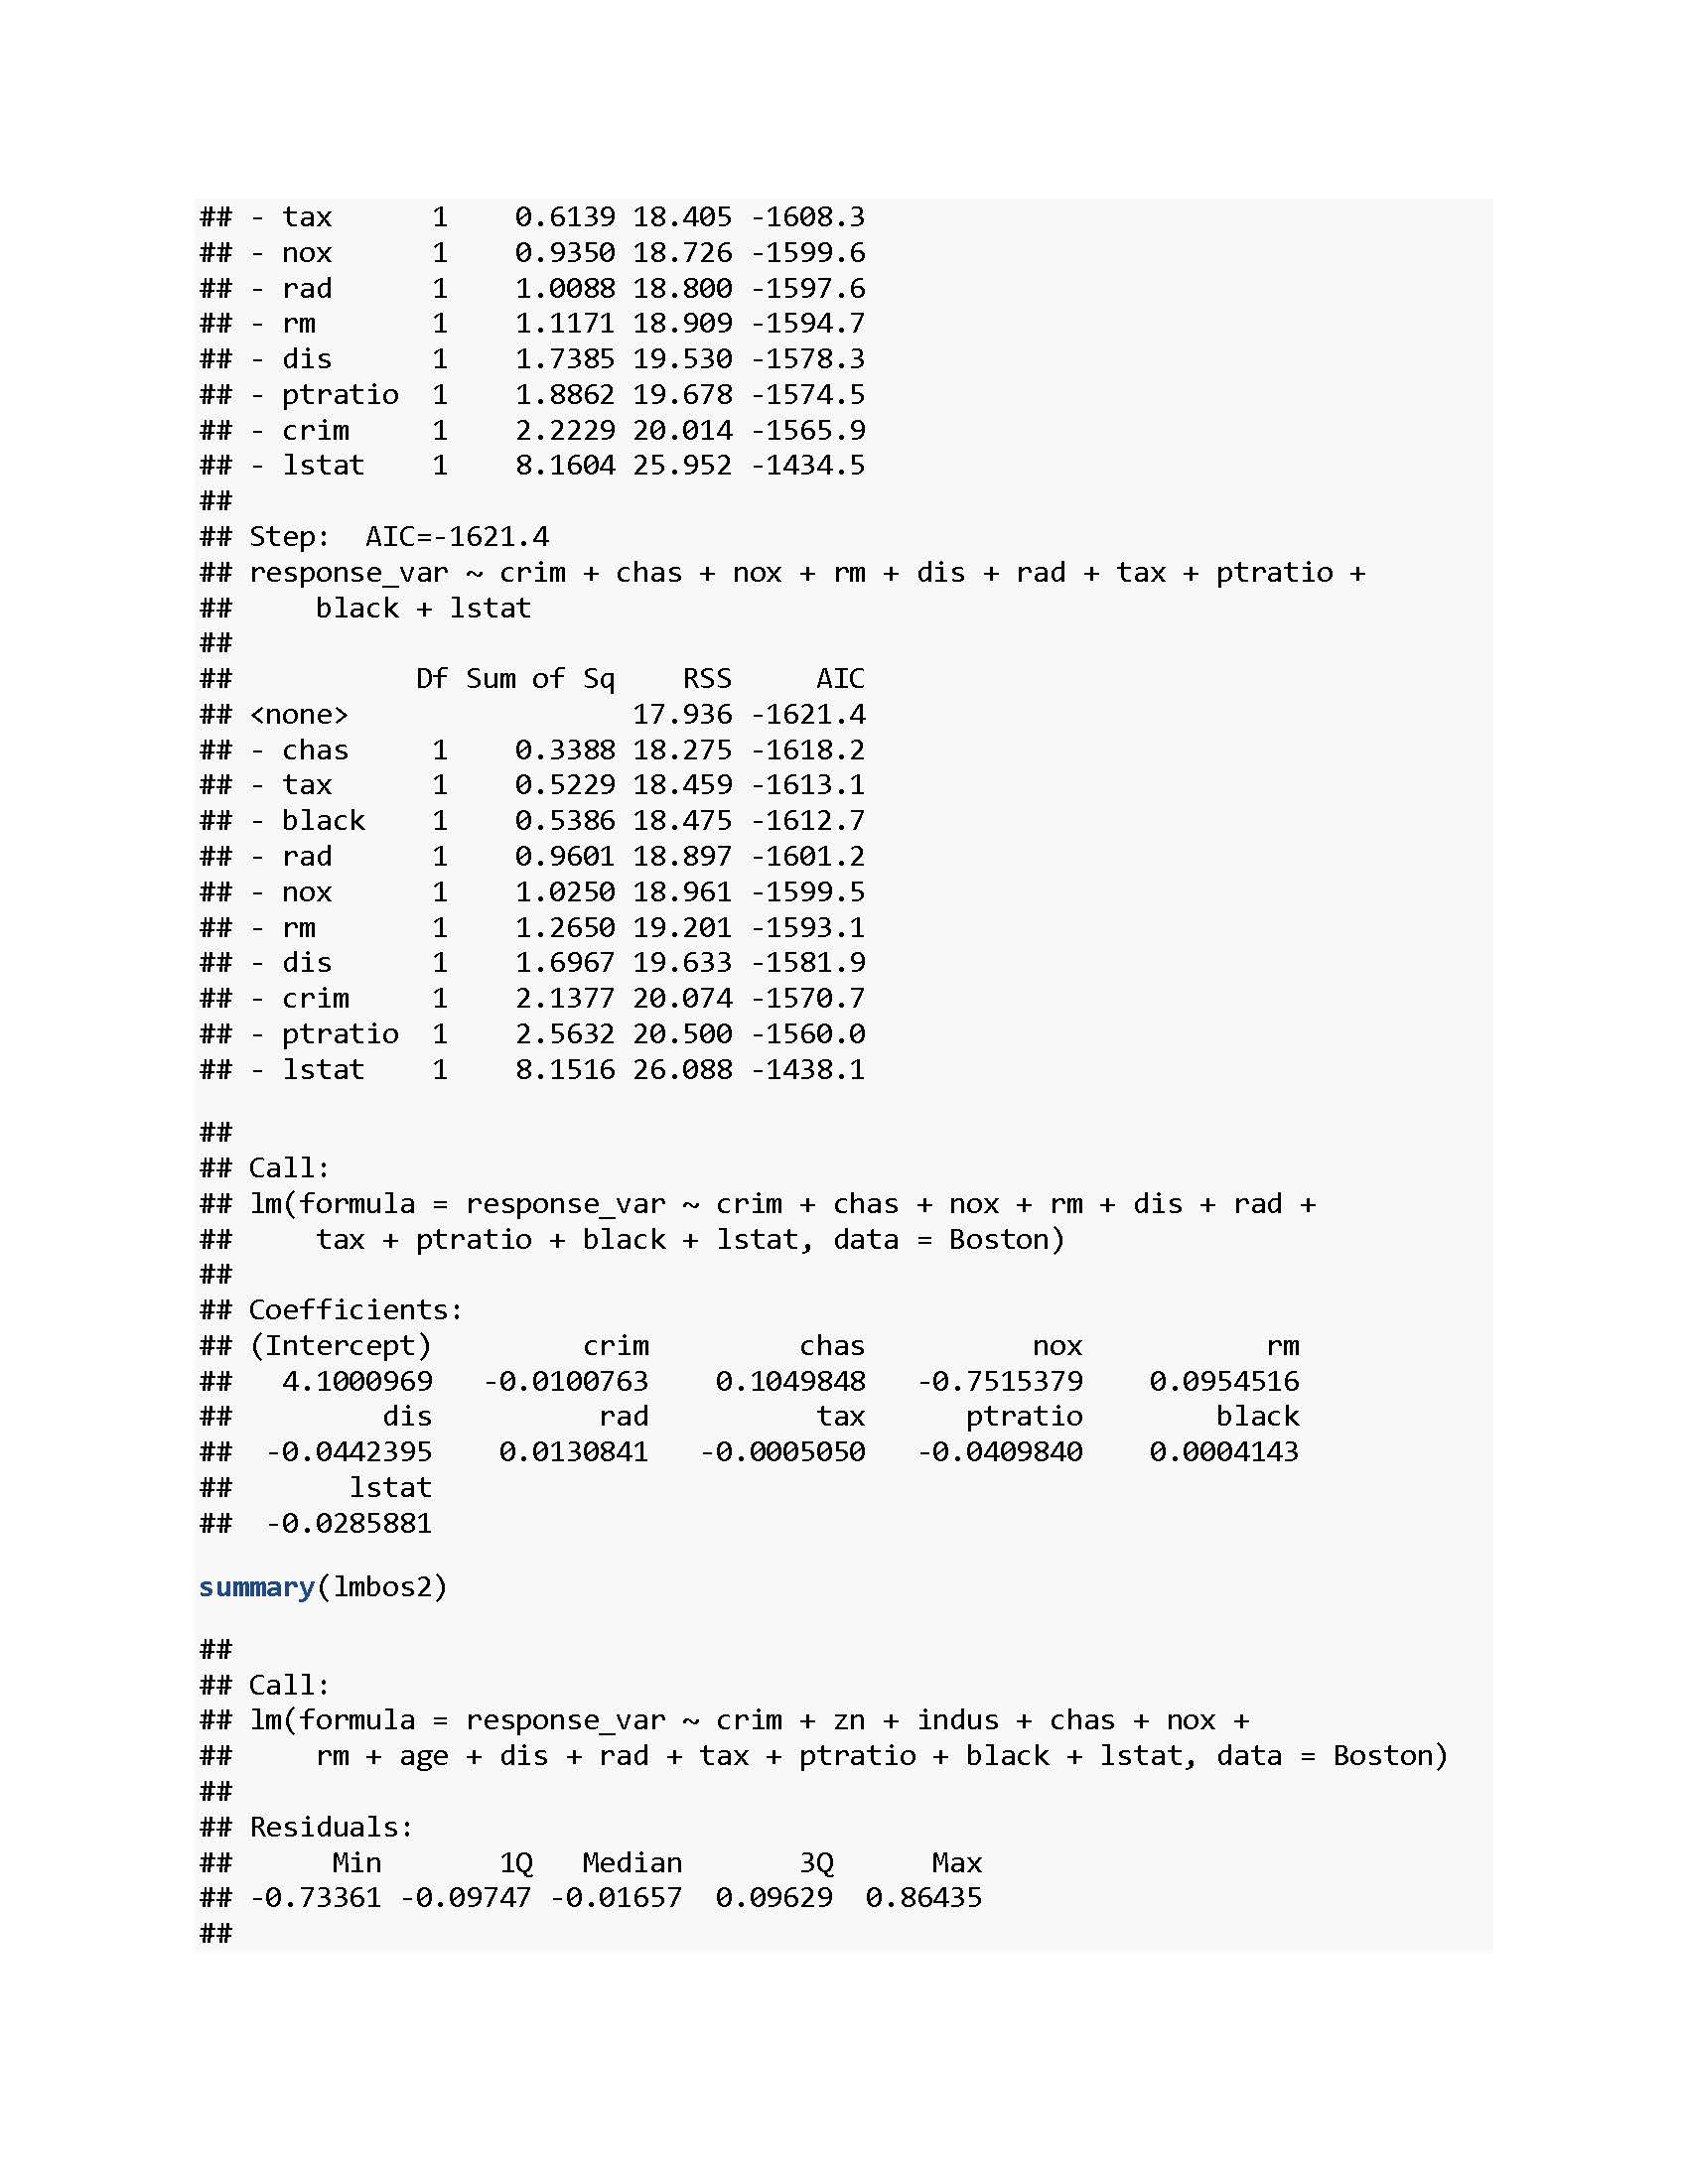 ## - tax      1    0.6139 18.405 -1608.3
## - nox      1    0.9350 18.726 -1599.6
## - rad      1    1.0088 18.800 -1597.6
## - rm       1    1.1171 18.909 -1594.7
## - dis      1    1.7385 19.530 -1578.3
## - ptratio  1    1.8862 19.678 -1574.5
## - crim     1    2.2229 20.014 -1565.9
## - lstat    1    8.1604 25.952 -1434.5
##
## Step:  AIC=-1621.4
## response_var ~ crim + chas + nox + rm + dis + rad + tax + ptratio +
##     black + lstat
##
##           Df Sum of Sq    RSS     AIC
## <none>                 17.936 -1621.4
## - chas     1    0.3388 18.275 -1618.2
## - tax      1    0.5229 18.459 -1613.1
## - black    1    0.5386 18.475 -1612.7
## - rad      1    0.9601 18.897 -1601.2
## - nox      1    1.0250 18.961 -1599.5
## - rm       1    1.2650 19.201 -1593.1
## - dis      1    1.6967 19.633 -1581.9
## - crim     1    2.1377 20.074 -1570.7
## - ptratio  1    2.5632 20.500 -1560.0
## - lstat    1    8.1516 26.088 -1438.1
##
## Call:
## lm(formula = response_var ~ crim + chas + nox + rm + dis + rad +
##     tax + ptratio + black + lstat, data = Boston)
##
## Coefficients:
## (Intercept)         crim         chas          nox           rm
##   4.1000969   -0.0100763    0.1049848   -0.7515379    0.0954516
##         dis          rad          tax      ptratio        black
##  -0.0442395    0.0130841   -0.0005050   -0.0409840    0.0004143
##       lstat
##  -0.0285881
summary(lmbos2)
##
## Call:
## lm(formula = response_var ~ crim + zn + indus + chas + nox +
##     rm + age + dis + rad + tax + ptratio + black + lstat, data = Boston)
##
## Residuals:
##      Min       1Q   Median       3Q      Max
## -0.73361 -0.09747 -0.01657  0.09629  0.86435
##